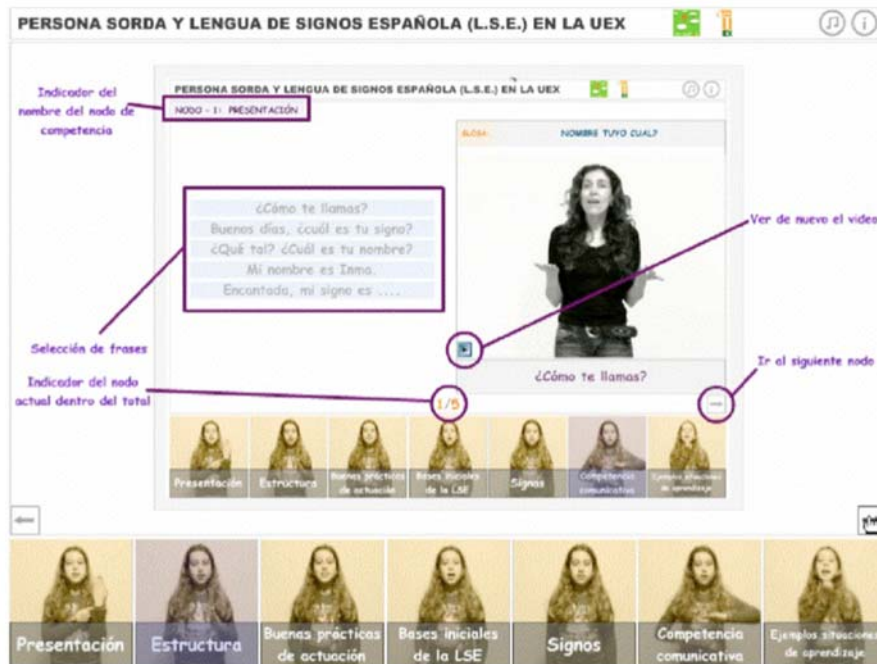 PERSONA SORDA Y LENGUA DE SIGNOS ESPAÑOLA (L.S.E.) EN LA UEX
Indicador del
nombre del nodo de
competencia
PERSONA SORDA Y LENGUA DE SIGNOS ESPAÑOLA (L.S.E.) EN LA UEX
NODO - 1: PRESENTACIÓN
GLOSA:
NOMBRE TUYO CUAL?
¿Cómo te llamas?
Buenos días, ¿cuál es tu signo?
¿Qué tal? ¿Cuál es tu nombre?
Mi nombre es Inma.
Encantada, mi signo es ....
Ver de nuevo el video
Selección de frases
¿Cómo te llamas?
Ir al siguiente nodo
Indicador del nodo
actual dentro del total
1/5
Presentación
Estructura
Buenas prácticas
de actuación
Bases iniciales
de la LSE
Signos
Competencia
comunicativa
Ejemplos situaciones
de aprendizaje
Presentación
Estructura
Buenas prácticas
de actuación
Bases iniciales
de la LSE
Signos
Competencia
comunicativa
Ejemplos situaciones
de aprendizaje